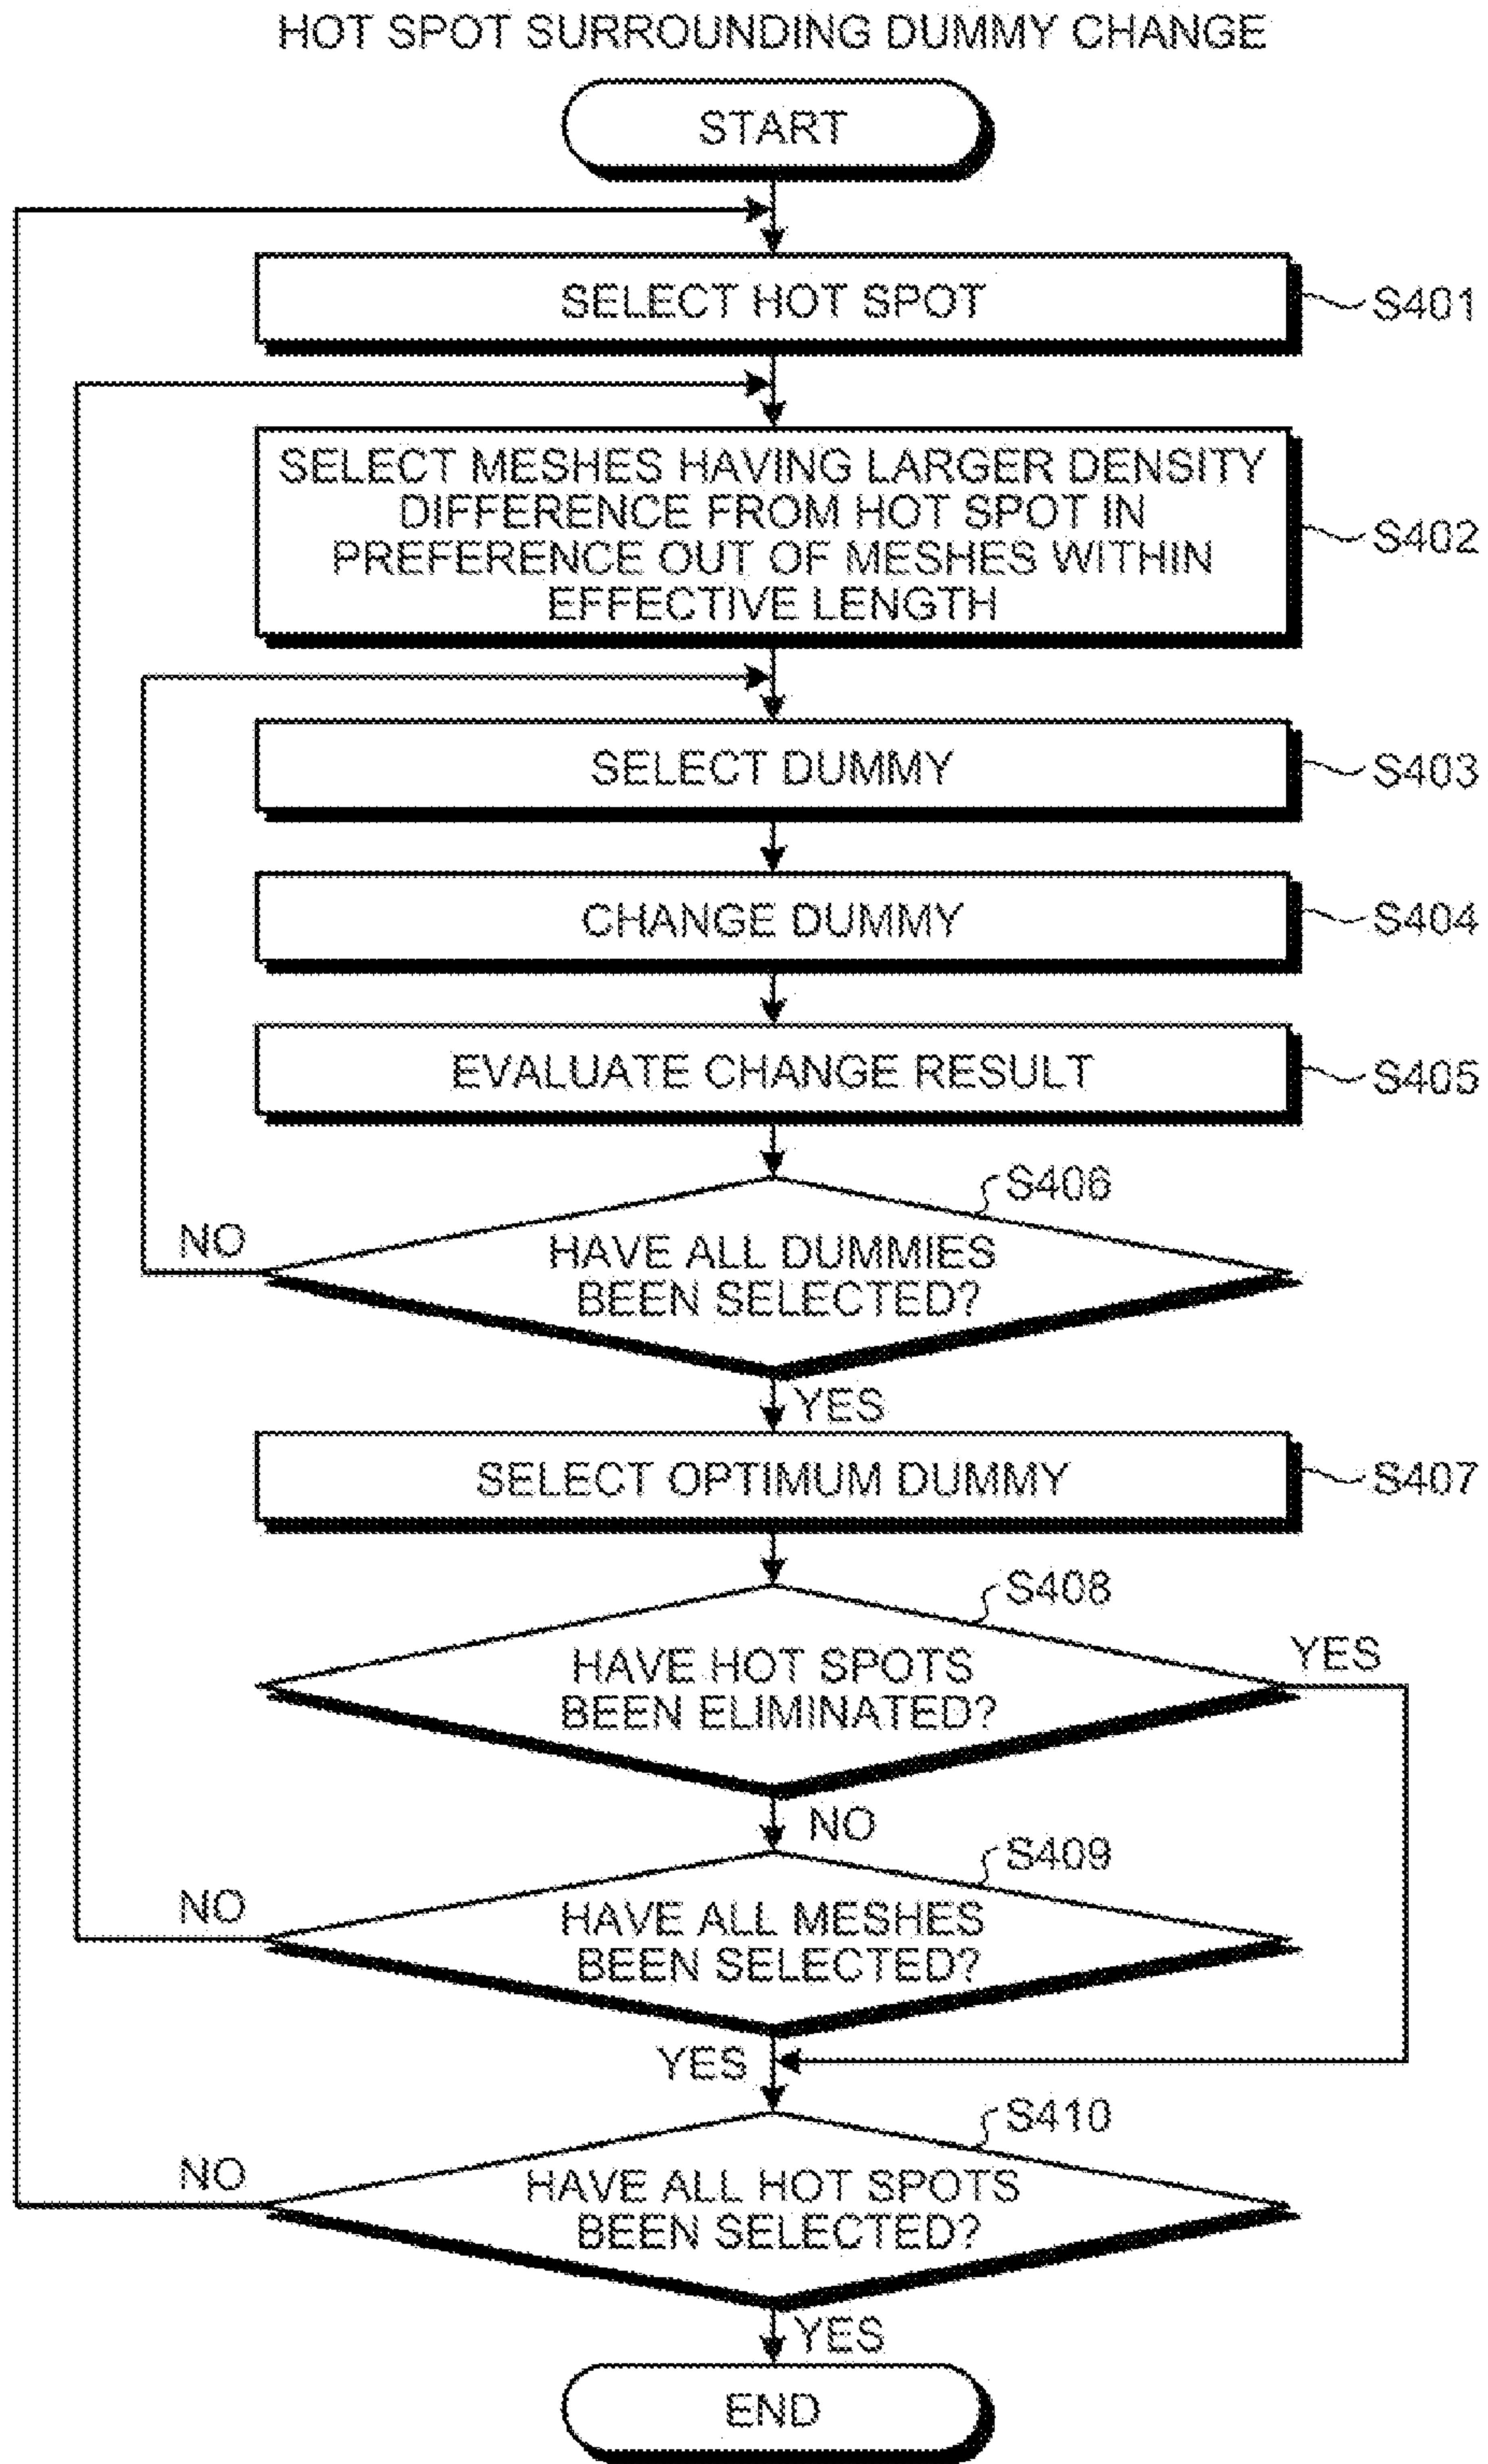 HOT SPOT SURROUNDING DUMMY CHANGE
START
SELECT HOT SPOT
S401
SELECT MESHES HAVING LARGER DENSITY
DIFFERENCE FROM HOT SPOT IN
PREFERENCE OUT OF MESHES WITHIN
EFFECTIVE LENGTH
S402
SELECT DUMMY
S403
CHANGE DUMMY
S404
EVALUATE CHANGE RESULT
S405
S406
NO
HAVE ALL DUMMIES
BEEN SELECTED?
YES
SELECT OPTIMUM DUMMY
S407
S408
HAVE HOT SPOTS
BEEN ELIMINATED?
YES
NO
S409
NO
HAVE ALL MESHES
BEEN SELECTED?
YES
S410
NO
HAVE ALL HOT SPOTS
BEEN SELECTED?
YES
END